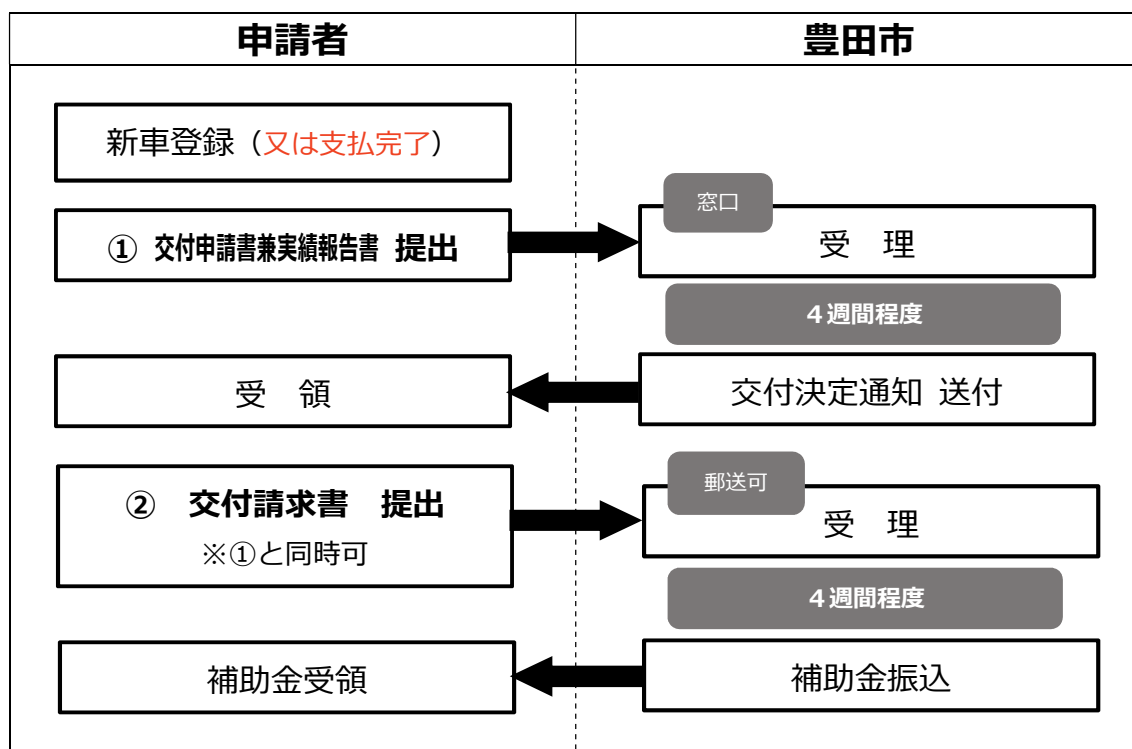 申請者
豊田市
新車登録（又は支払完了）
窓口
① 交付申請書兼実績報告書 提出
受　理
４週間程度
受　領
交付決定通知 送付
郵送可
② 交付請求書　提出
※①と同時可
受　理
４週間程度
補助金受領
補助金振込